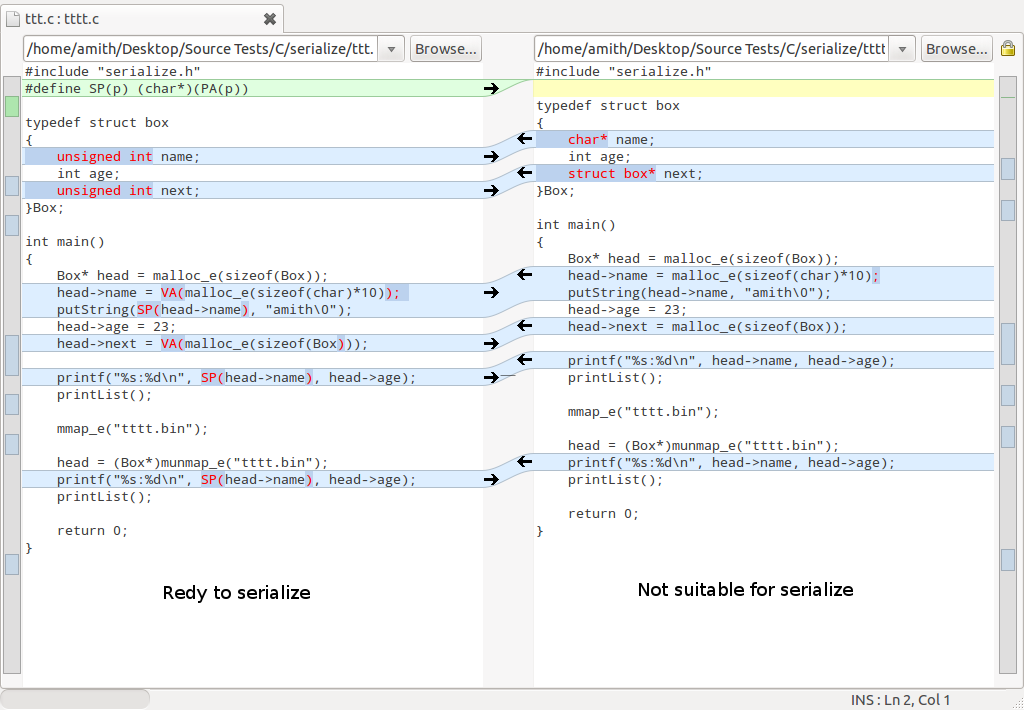 ttt.c : tttt.c
/home/amith/Desktop/Source Tests/C/serialize/ttt.
Browse...
/home/amith/Desktop/Source Tests/C/serialize/tttt
Browse...
#include "serialize.h"
#define SP(p) (char*)(PA(p))
typedef struct box
{
    unsigned int name;
    int age;
    unsigned int next;
}Box;
int main()
{
    Box* head = malloc_e(sizeof(Box));
    head->name = VA(malloc_e(sizeof(char)*10));
    putString(SP(head->name), "amith\0");
    head->age = 23;
    head->next = VA(malloc_e(sizeof(Box)));
    printf("%s:%d\n", SP(head->name), head->age);
    printList();
    mmap_e("tttt.bin");
    head = (Box*)munmap_e("tttt.bin");
    printf("%s:%d\n", SP(head->name), head->age);
    printList();
    return 0;
}
Redy to serialize
#include "serialize.h"
typedef struct box
{
    char* name;
    int age;
    struct box* next;
}Box;
int main()
{
    Box* head = malloc_e(sizeof(Box));
    head->name = malloc_e(sizeof(char)*10);
    putString(head->name, "amith\0");
    head->age = 23;
    head->next = malloc_e(sizeof(Box));
    printf("%s:%d\n", head->name, head->age);
    printList();
    mmap_e("tttt.bin");
    head = (Box*)munmap_e("tttt.bin");
    printf("%s:%d\n", head->name, head->age);
    printList();
    return 0;
}
Not suitable for serialize
INS : Ln 2, Col 1